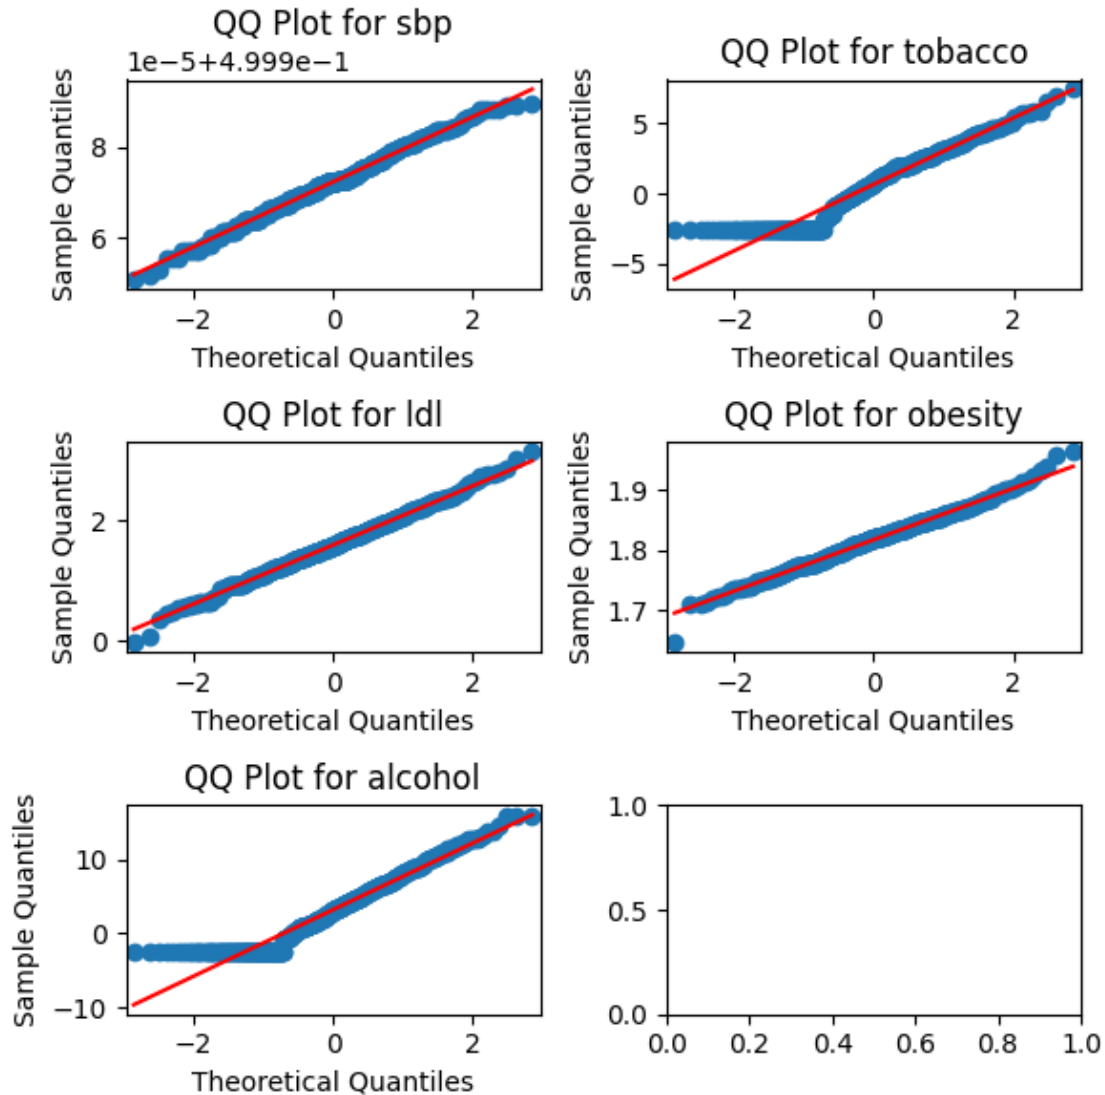 QQ Plot for sbp
1e−5+4.999e−1
Sample Quantiles
8
6
−2
0
2
Theoretical Quantiles
QQ Plot for tobacco
Sample Quantiles
5
0
−5
−2
0
2
Theoretical Quantiles
QQ Plot for ldl
Sample Quantiles
2
0
−2
0
2
Theoretical Quantiles
QQ Plot for obesity
Sample Quantiles
1.9
1.8
1.7
−2
0
2
Theoretical Quantiles
QQ Plot for alcohol
Sample Quantiles
10
0
−10
−2
0
2
Theoretical Quantiles
1.0
0.5
0.0
0.0
0.2
0.4
0.6
0.8
1.0